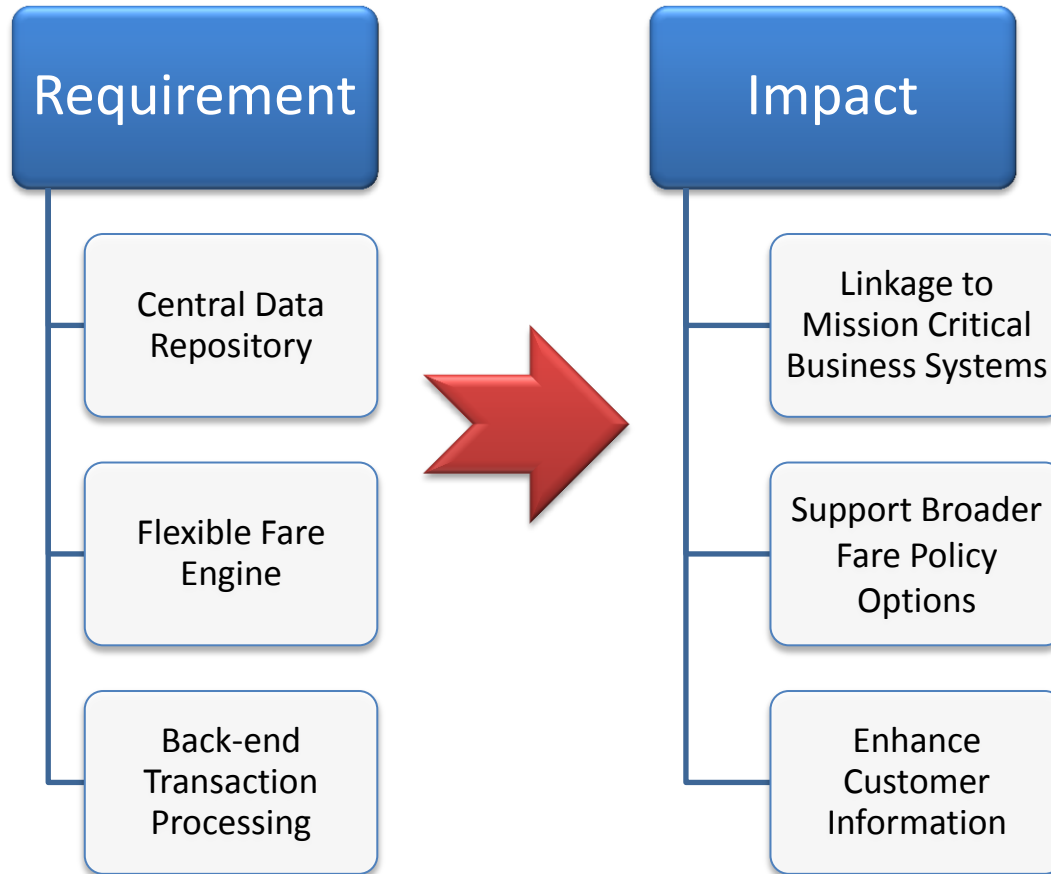 Requirement
Central Data
Repository
Flexible Fare
Engine
Back-end
Transaction
Processing
Impact
Linkage to
Mission Critical
Business Systems
Support Broader
Fare Policy
Options
Enhance
Customer
Information